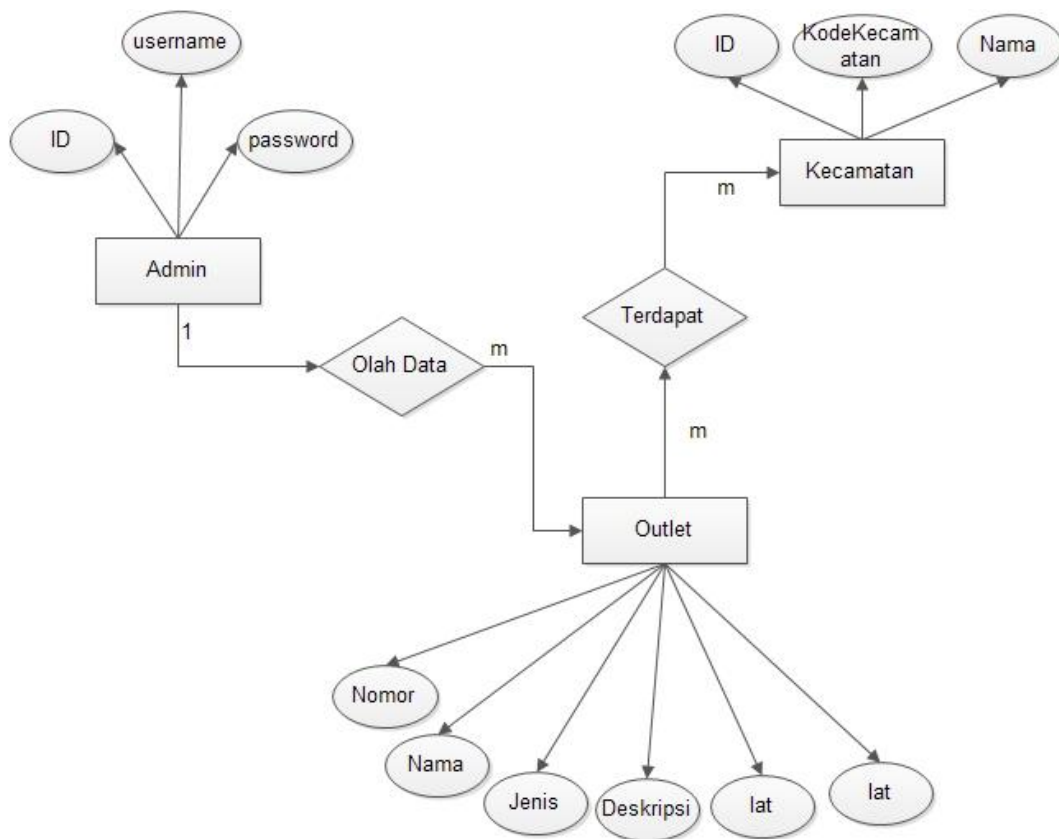 username
ID
password
Admin
1
Olah Data
m
ID
KodeKecam
atan
Nama
Kecamatan
m
Terdapat
m
Outlet
Nomor
Nama
Jenis
Deskripsi
lat
lat